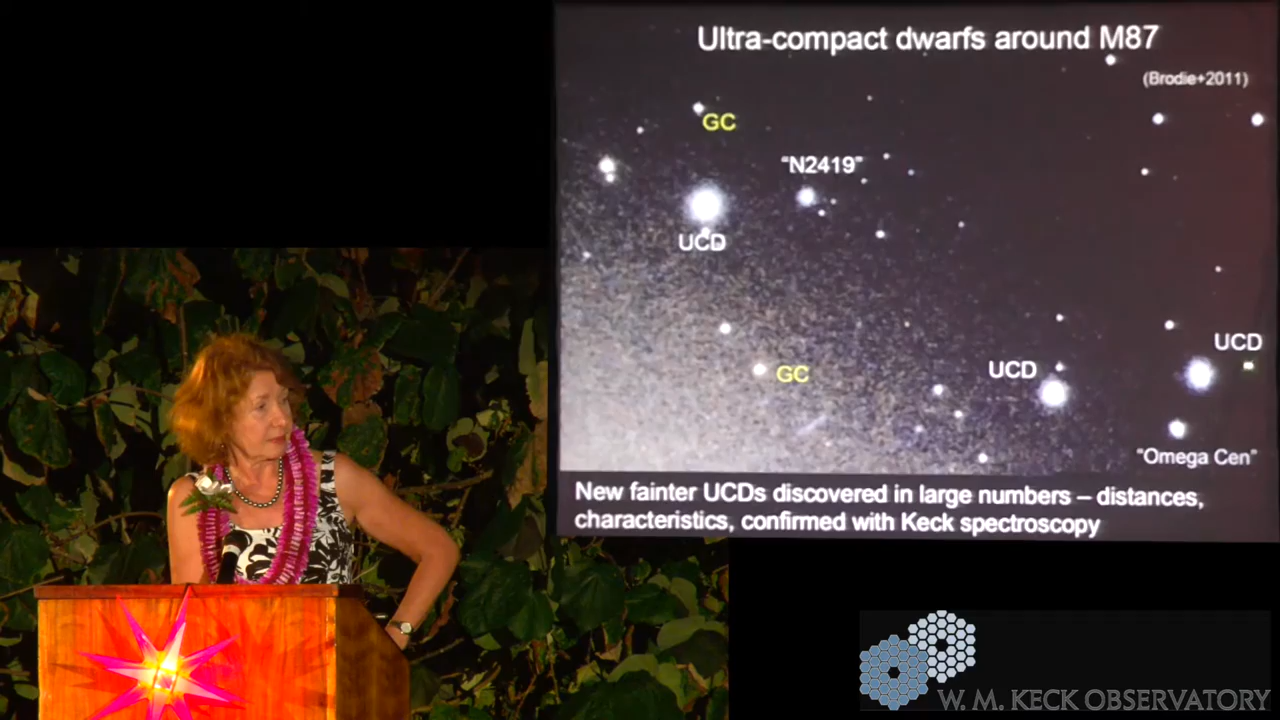 Ultra-compact dwarfs around M87
(Brodie+2011)
GC
"N2419"
UCD
UCD
GC
UCD
"Omega Cen"
New fainter UCDs discovered in large numbers – distances,
characteristics, confirmed with Keck spectroscopy
W. M. KECK OBSERVATORY